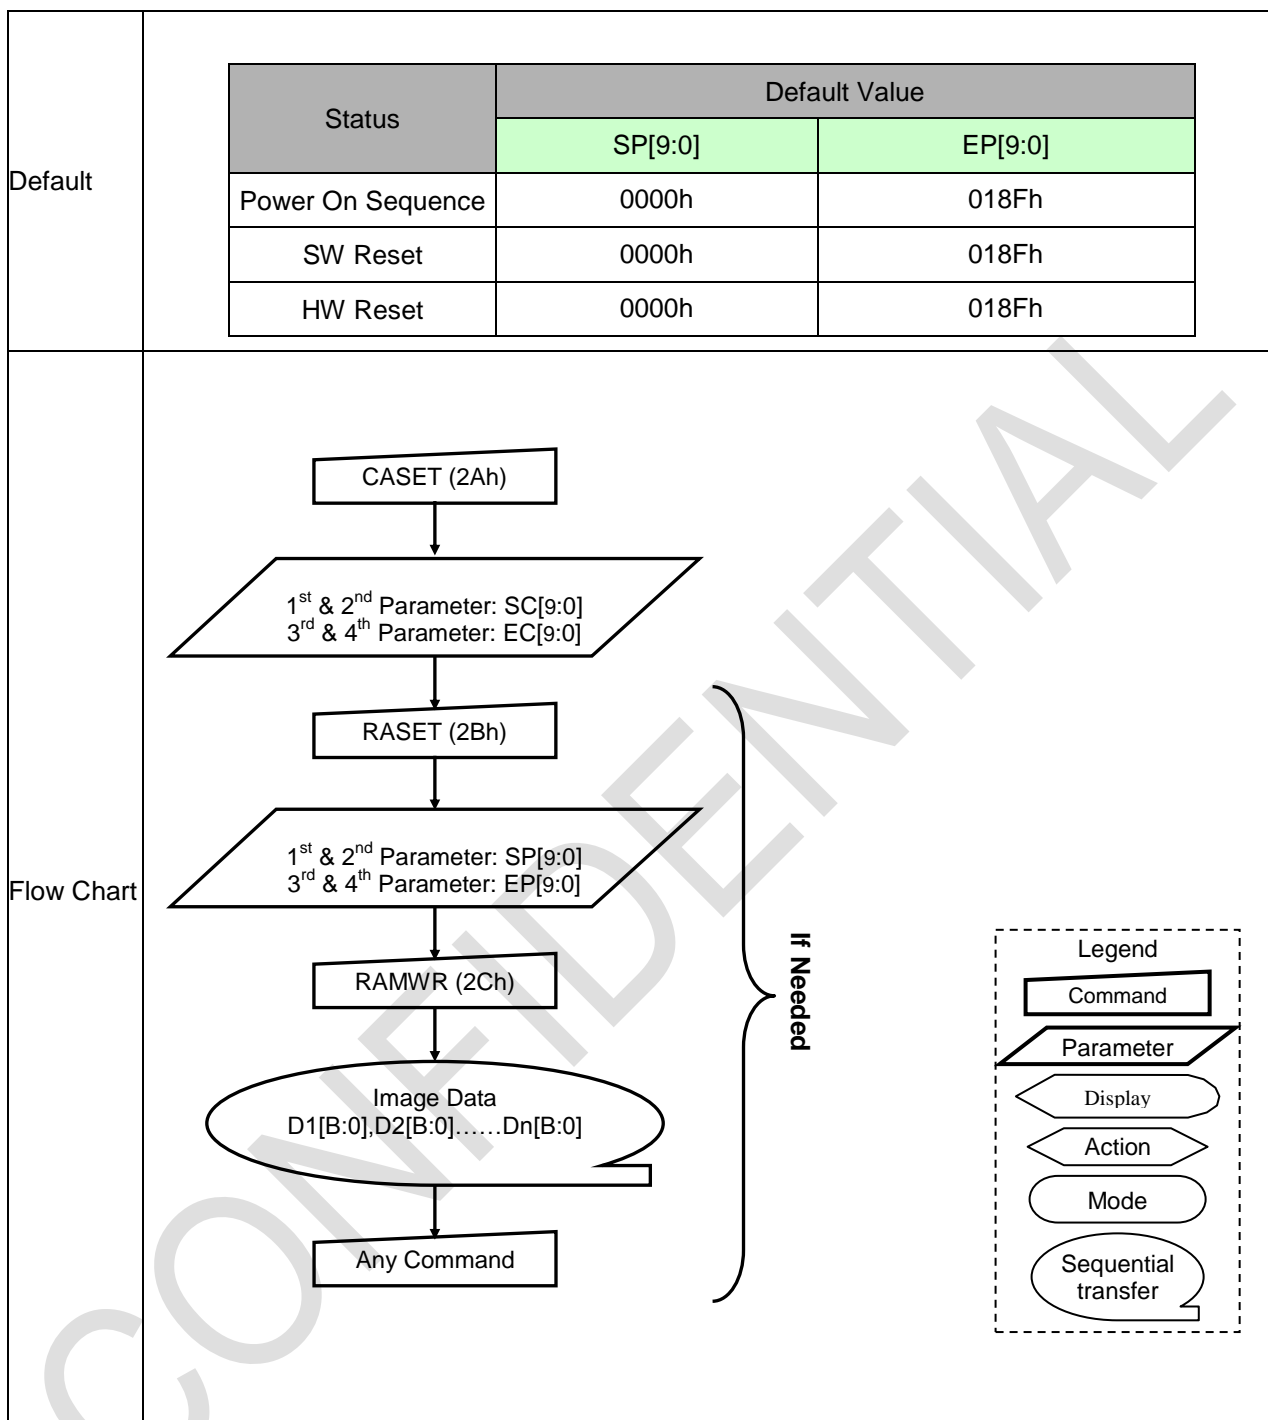 Default
Status
Default Value
SP[9:0]
EP[9:0]
Power On Sequence
0000h
018Fh
SW Reset
0000h
018Fh
HW Reset
0000h
018Fh
Flow Chart
CASET (2Ah)
1st & 2nd Parameter: SC[9:0]
3rd & 4th Parameter: EC[9:0]
RASET (2Bh)
1st & 2nd Parameter: SP[9:0]
3rd & 4th Parameter: EP[9:0]
RAMWR (2Ch)
Image Data
D1[B:0],D2[B:0]......Dn[B:0]
Any Command
If Needed
Legend
Command
Parameter
Display
Action
Mode
Sequential
transfer
CONFIDENTIAL